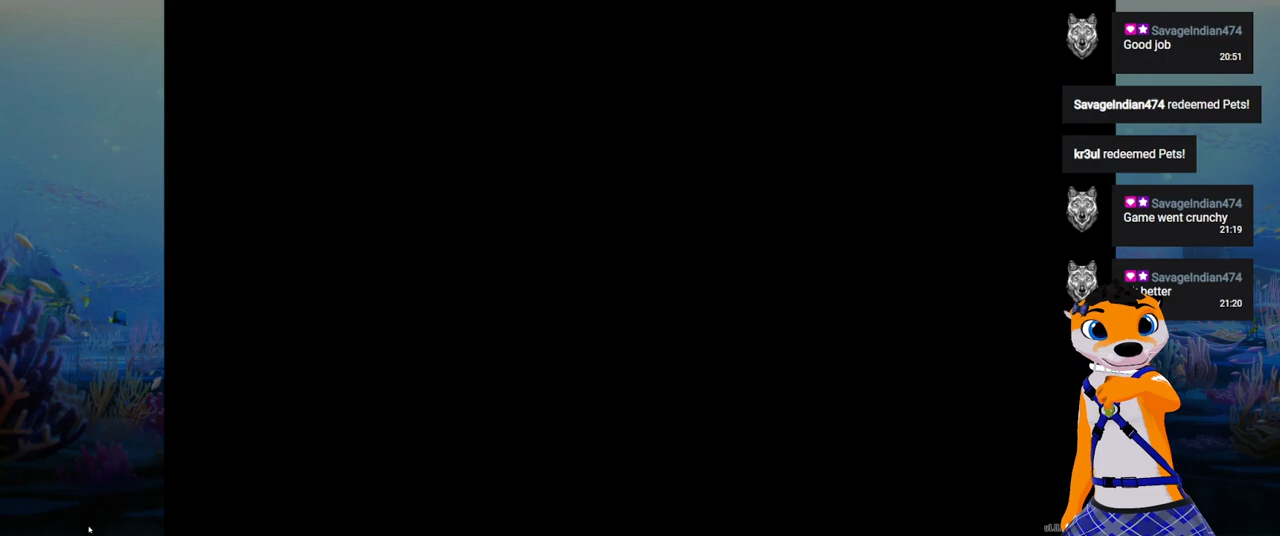 SavageIndian474
Good job
20:51
SavageIndian474 redeemed Pets!
kr3ul redeemed Pets!
SavageIndian474
Game went crunchy
21:19
SavageIndian474
better
21:20